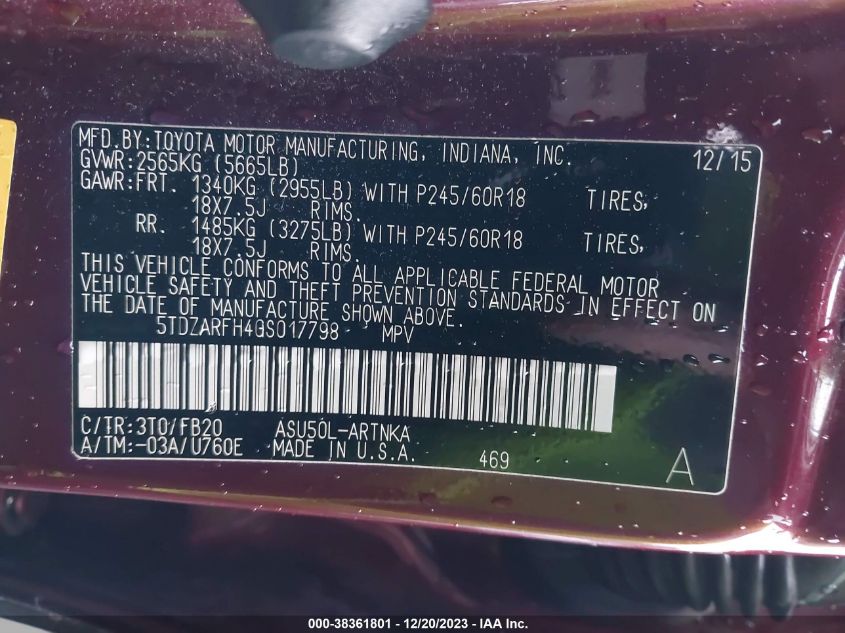 MFD.BY:TOYOTA MOTOR MANUFACTURING, INDIANA, INC. 12/15
GVWR:2565KG (5665LB)
GAWR:FRT. 1340KG (2955LB) WITH P245/60R18 TIRES,
18X7.5J RIMS.
RR. 1485KG (3275LB) WITH P245/60R18 TIRES,
18X7.5J RIMS.
THIS VEHICLE CONFORMS TO ALL APPLICABLE FEDERAL MOTOR
VEHICLE SAFETY AND THEFT PREVENTION STANDARDS IN EFFECT ON
THE DATE OF MANUFACTURE SHOWN ABOVE.
5TDZARFH4GS017798 MPV
C/TR:3T0/FB20 ASU50L-ARTNKA
A/TM:-03A/U760E MADE IN U.S.A. 469 A
000-38361801 - 12/20/2023 - IAA Inc.